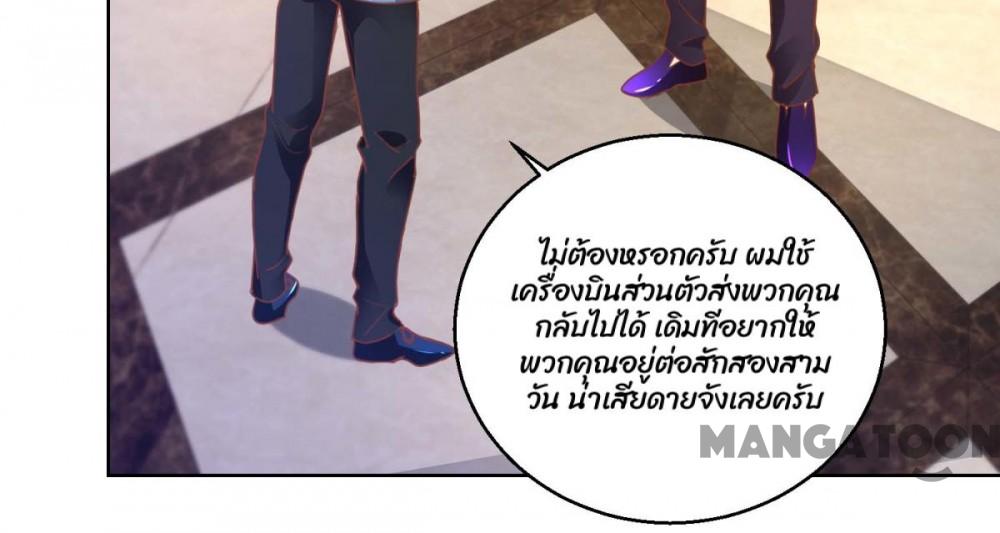 ไม่ต้องหรอกครับ ผมใช้
เครื่องบินส่วนตัวส่งพวกคุณ
กลับไปได้ เดิมทีอยากให้
พวกคุณอยู่ต่อสักสองสาม
วัน น่าเสียดายจังเลยครับ
MANGATOON